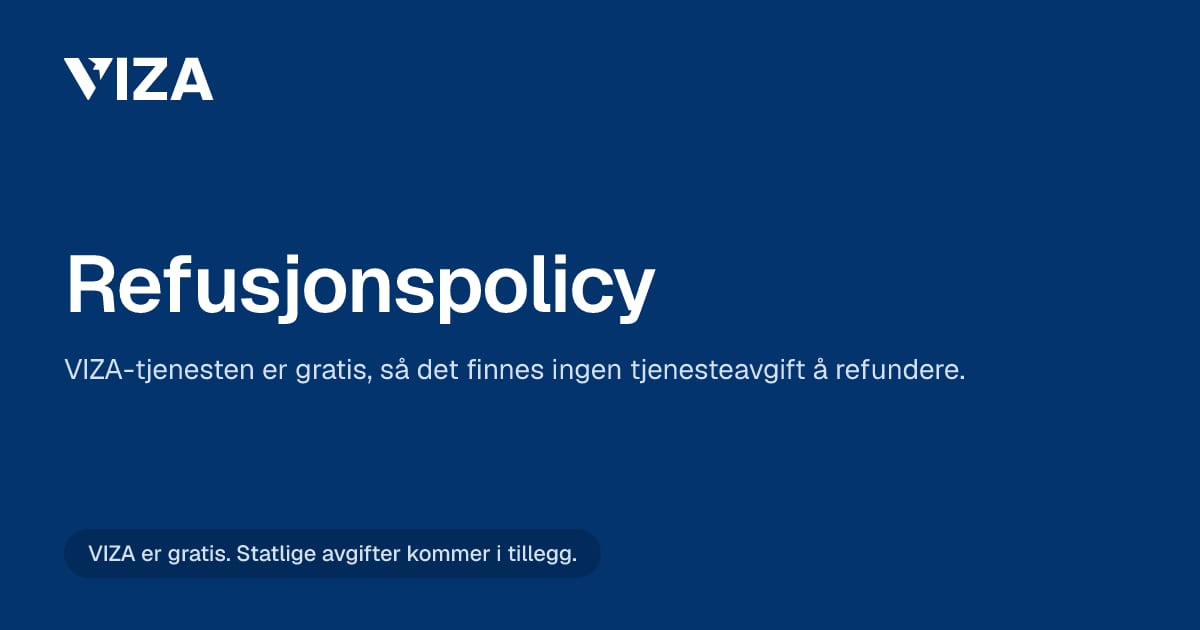 VIZA
Refusjonspolicy
VIZA-tjenesten er gratis, så det finnes ingen tjenesteavgift å refundere.
VIZA er gratis. Statlige avgifter kommer i tillegg.